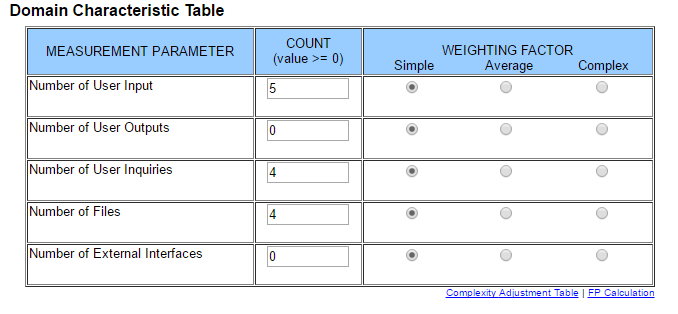 Domain Characteristic Table
MEASUREMENT PARAMETER
COUNT
(value >= 0)
WEIGHTING FACTOR
Simple Average Complex
Number of User Input 5
Number of User Outputs 0
Number of User Inquiries 4
Number of Files 4
Number of External Interfaces 0
Complexity Adjustment Table | FP Calculation